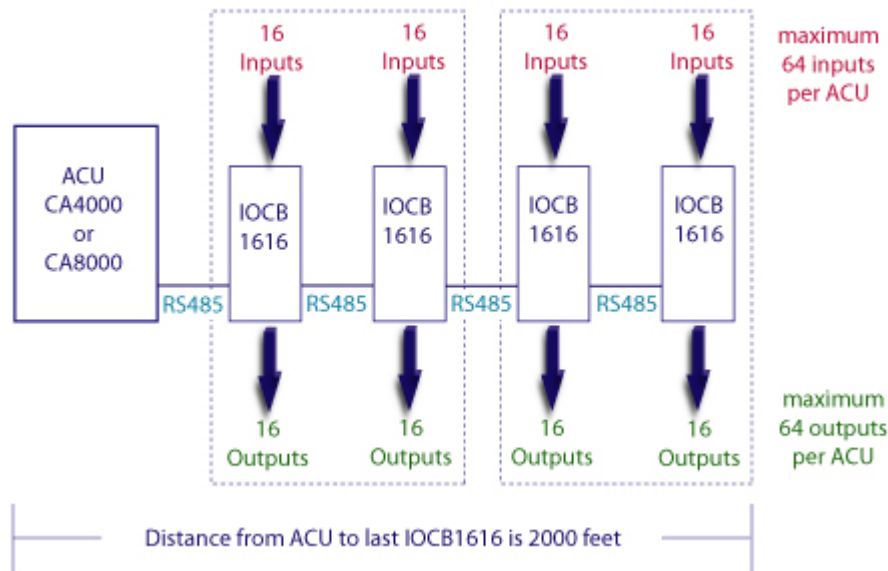 16
Inputs
16
Inputs
16
Inputs
16
Inputs
maximum
64 inputs
per ACU
ACU
CA4000
or
CA8000
IOCB
1616
IOCB
1616
IOCB
1616
IOCB
1616
RS485
RS485
RS485
RS485
16
Outputs
16
Outputs
16
Outputs
16
Outputs
maximum
64 outputs
per ACU
Distance from ACU to last IOCB1616 is 2000 feet